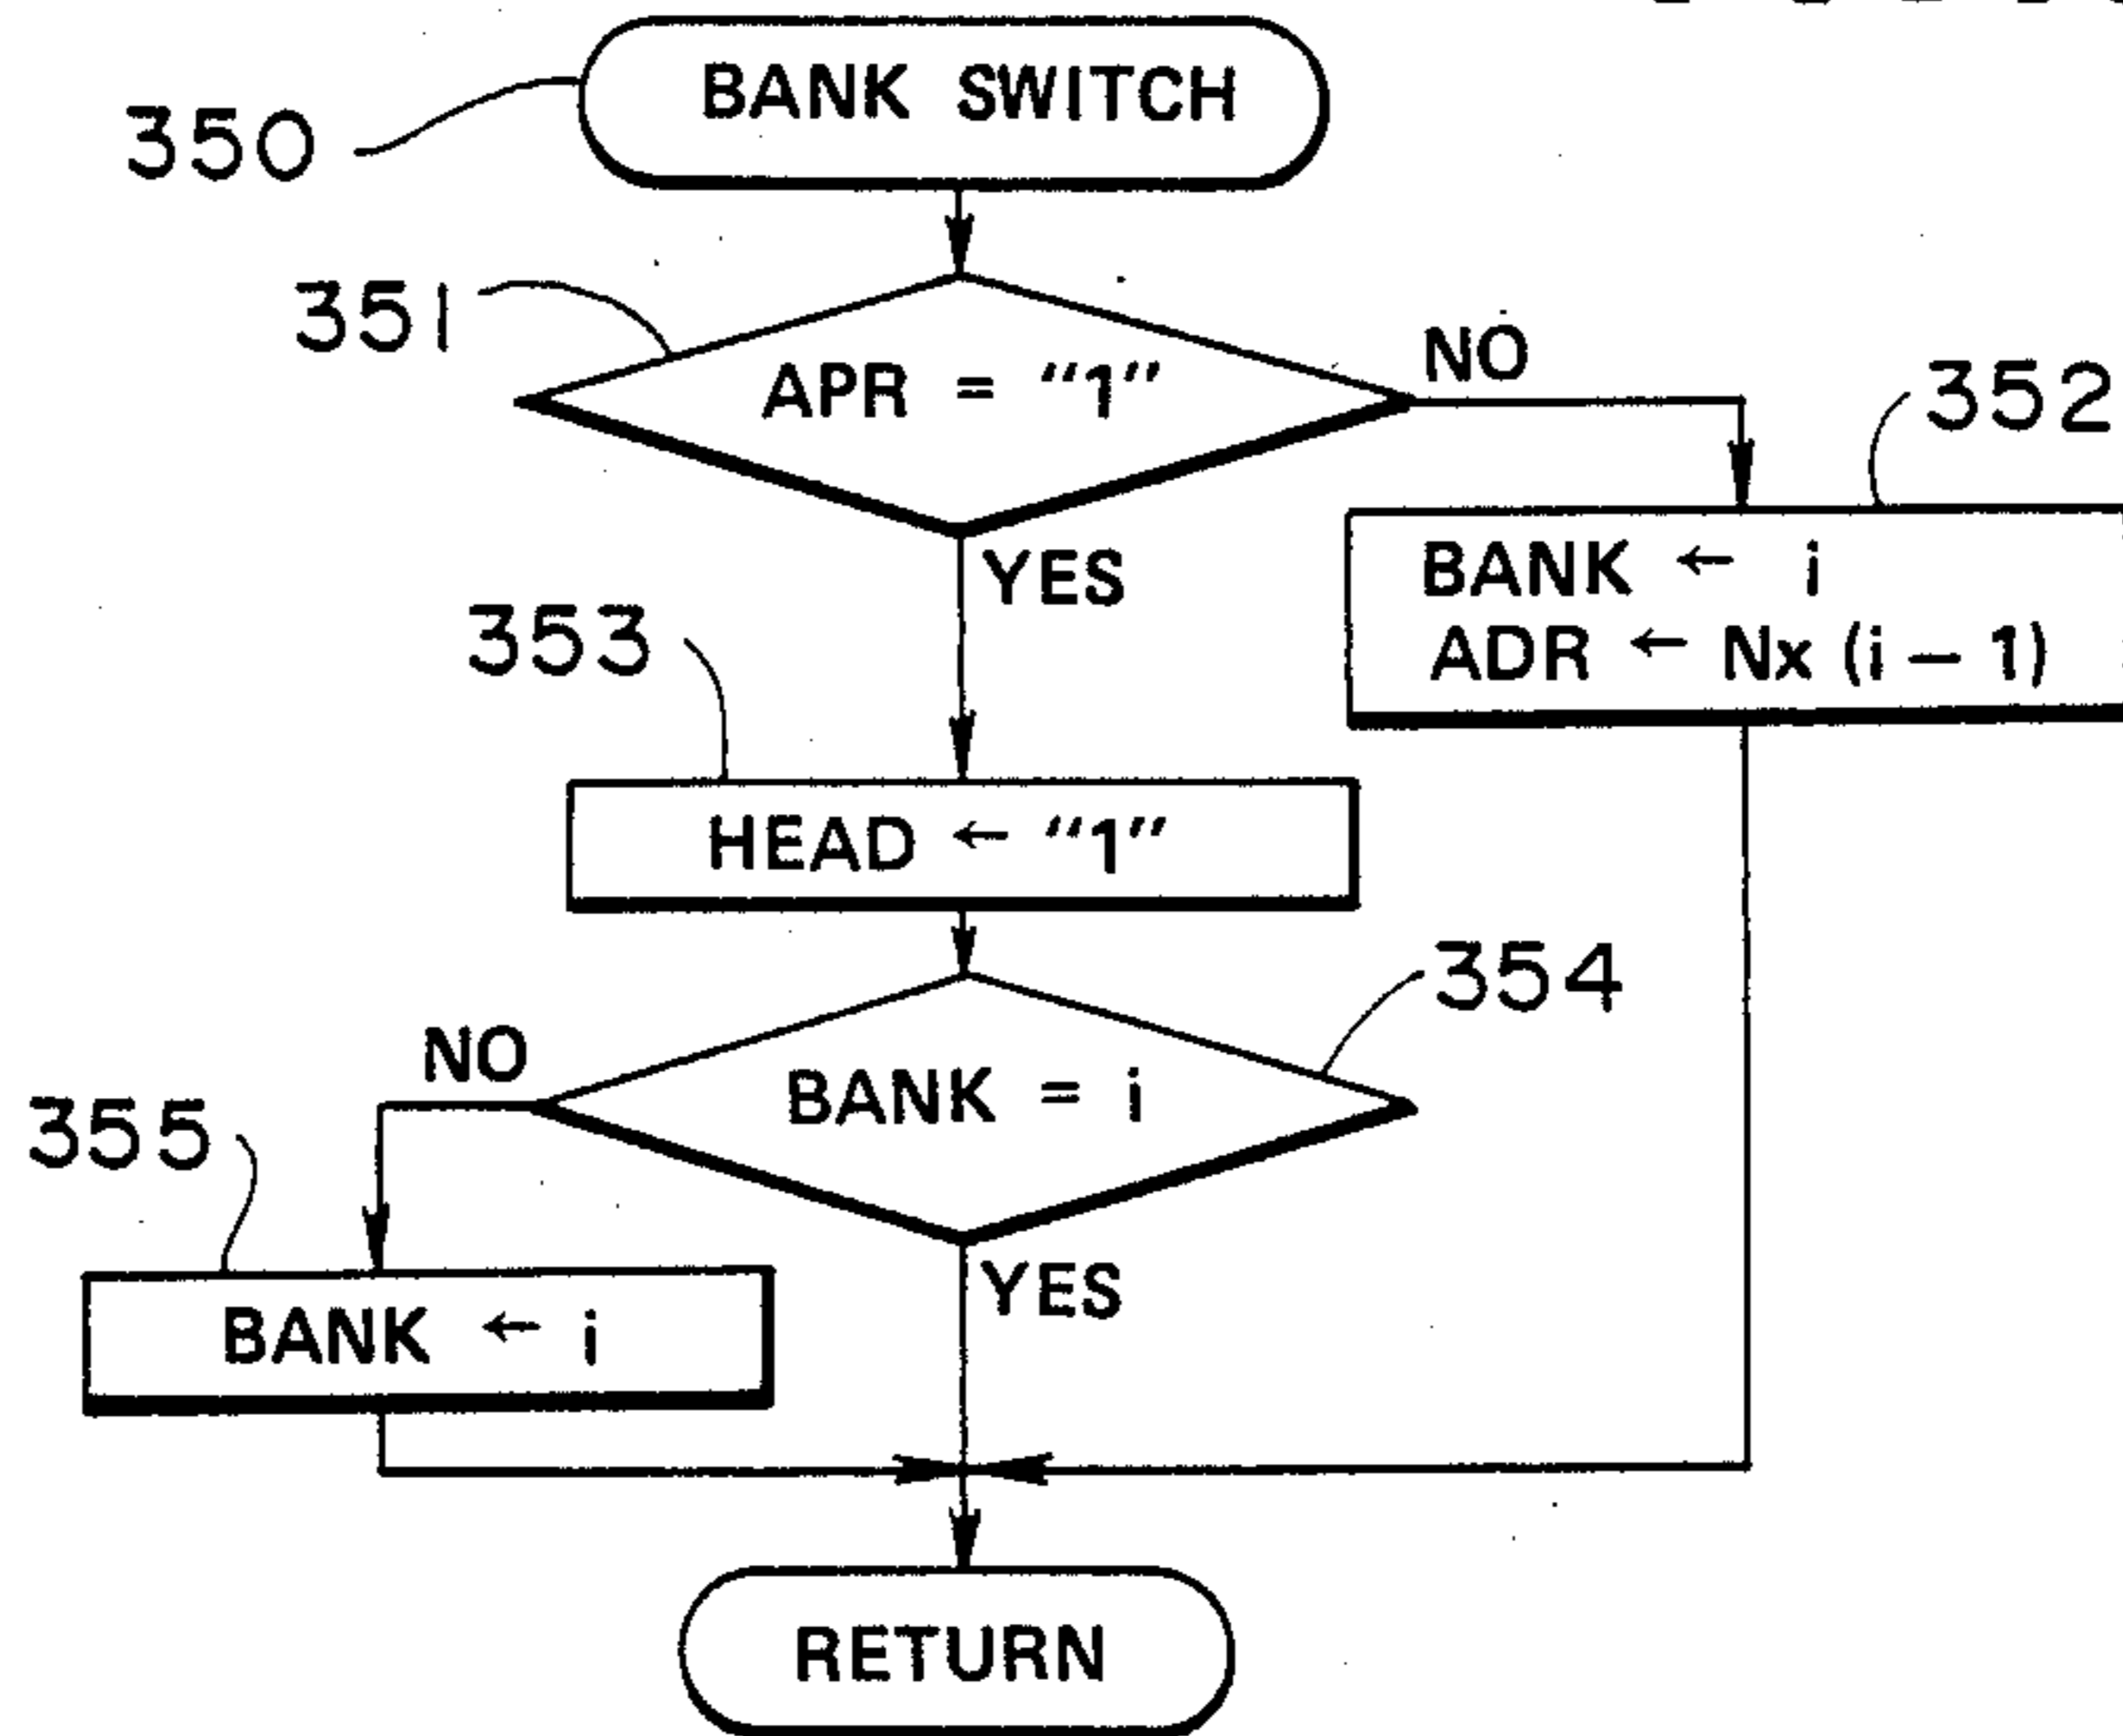 BANK SWITCH
350
351
APR = "1"
NO
352
YES
BANK ← i
ADR ← Nx (i – 1)
353
HEAD ← "1"
354
NO
BANK = i
355
YES
BANK ← i
RETURN